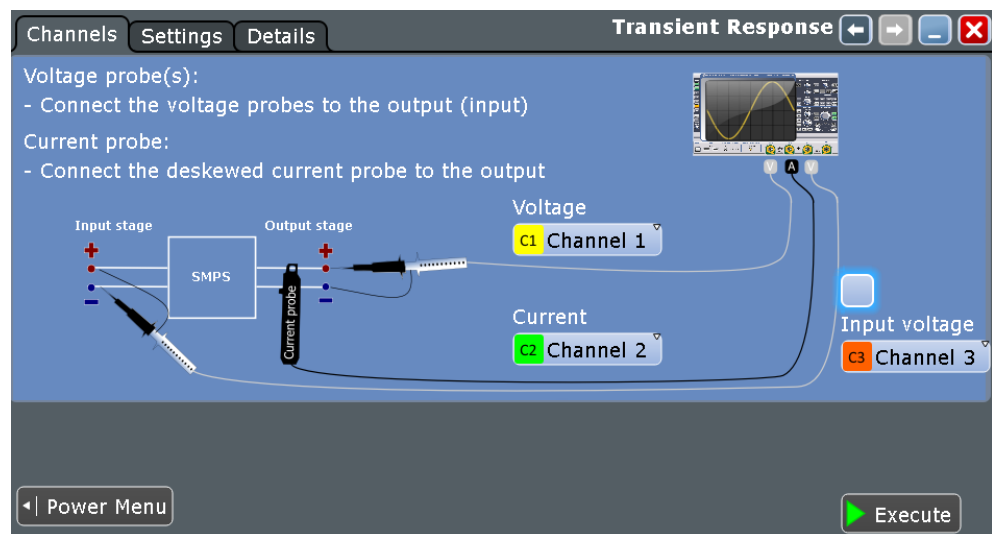 Channels
Settings
Details
Transient Response
Voltage probe(s):
- Connect the voltage probes to the output (input)
Current probe:
- Connect the deskewed current probe to the output
V A V
Input stage
Output stage
SMPS
Current probe
Voltage
C1 Channel 1
Current
C2 Channel 2
Input voltage
C3 Channel 3
Power Menu
Execute